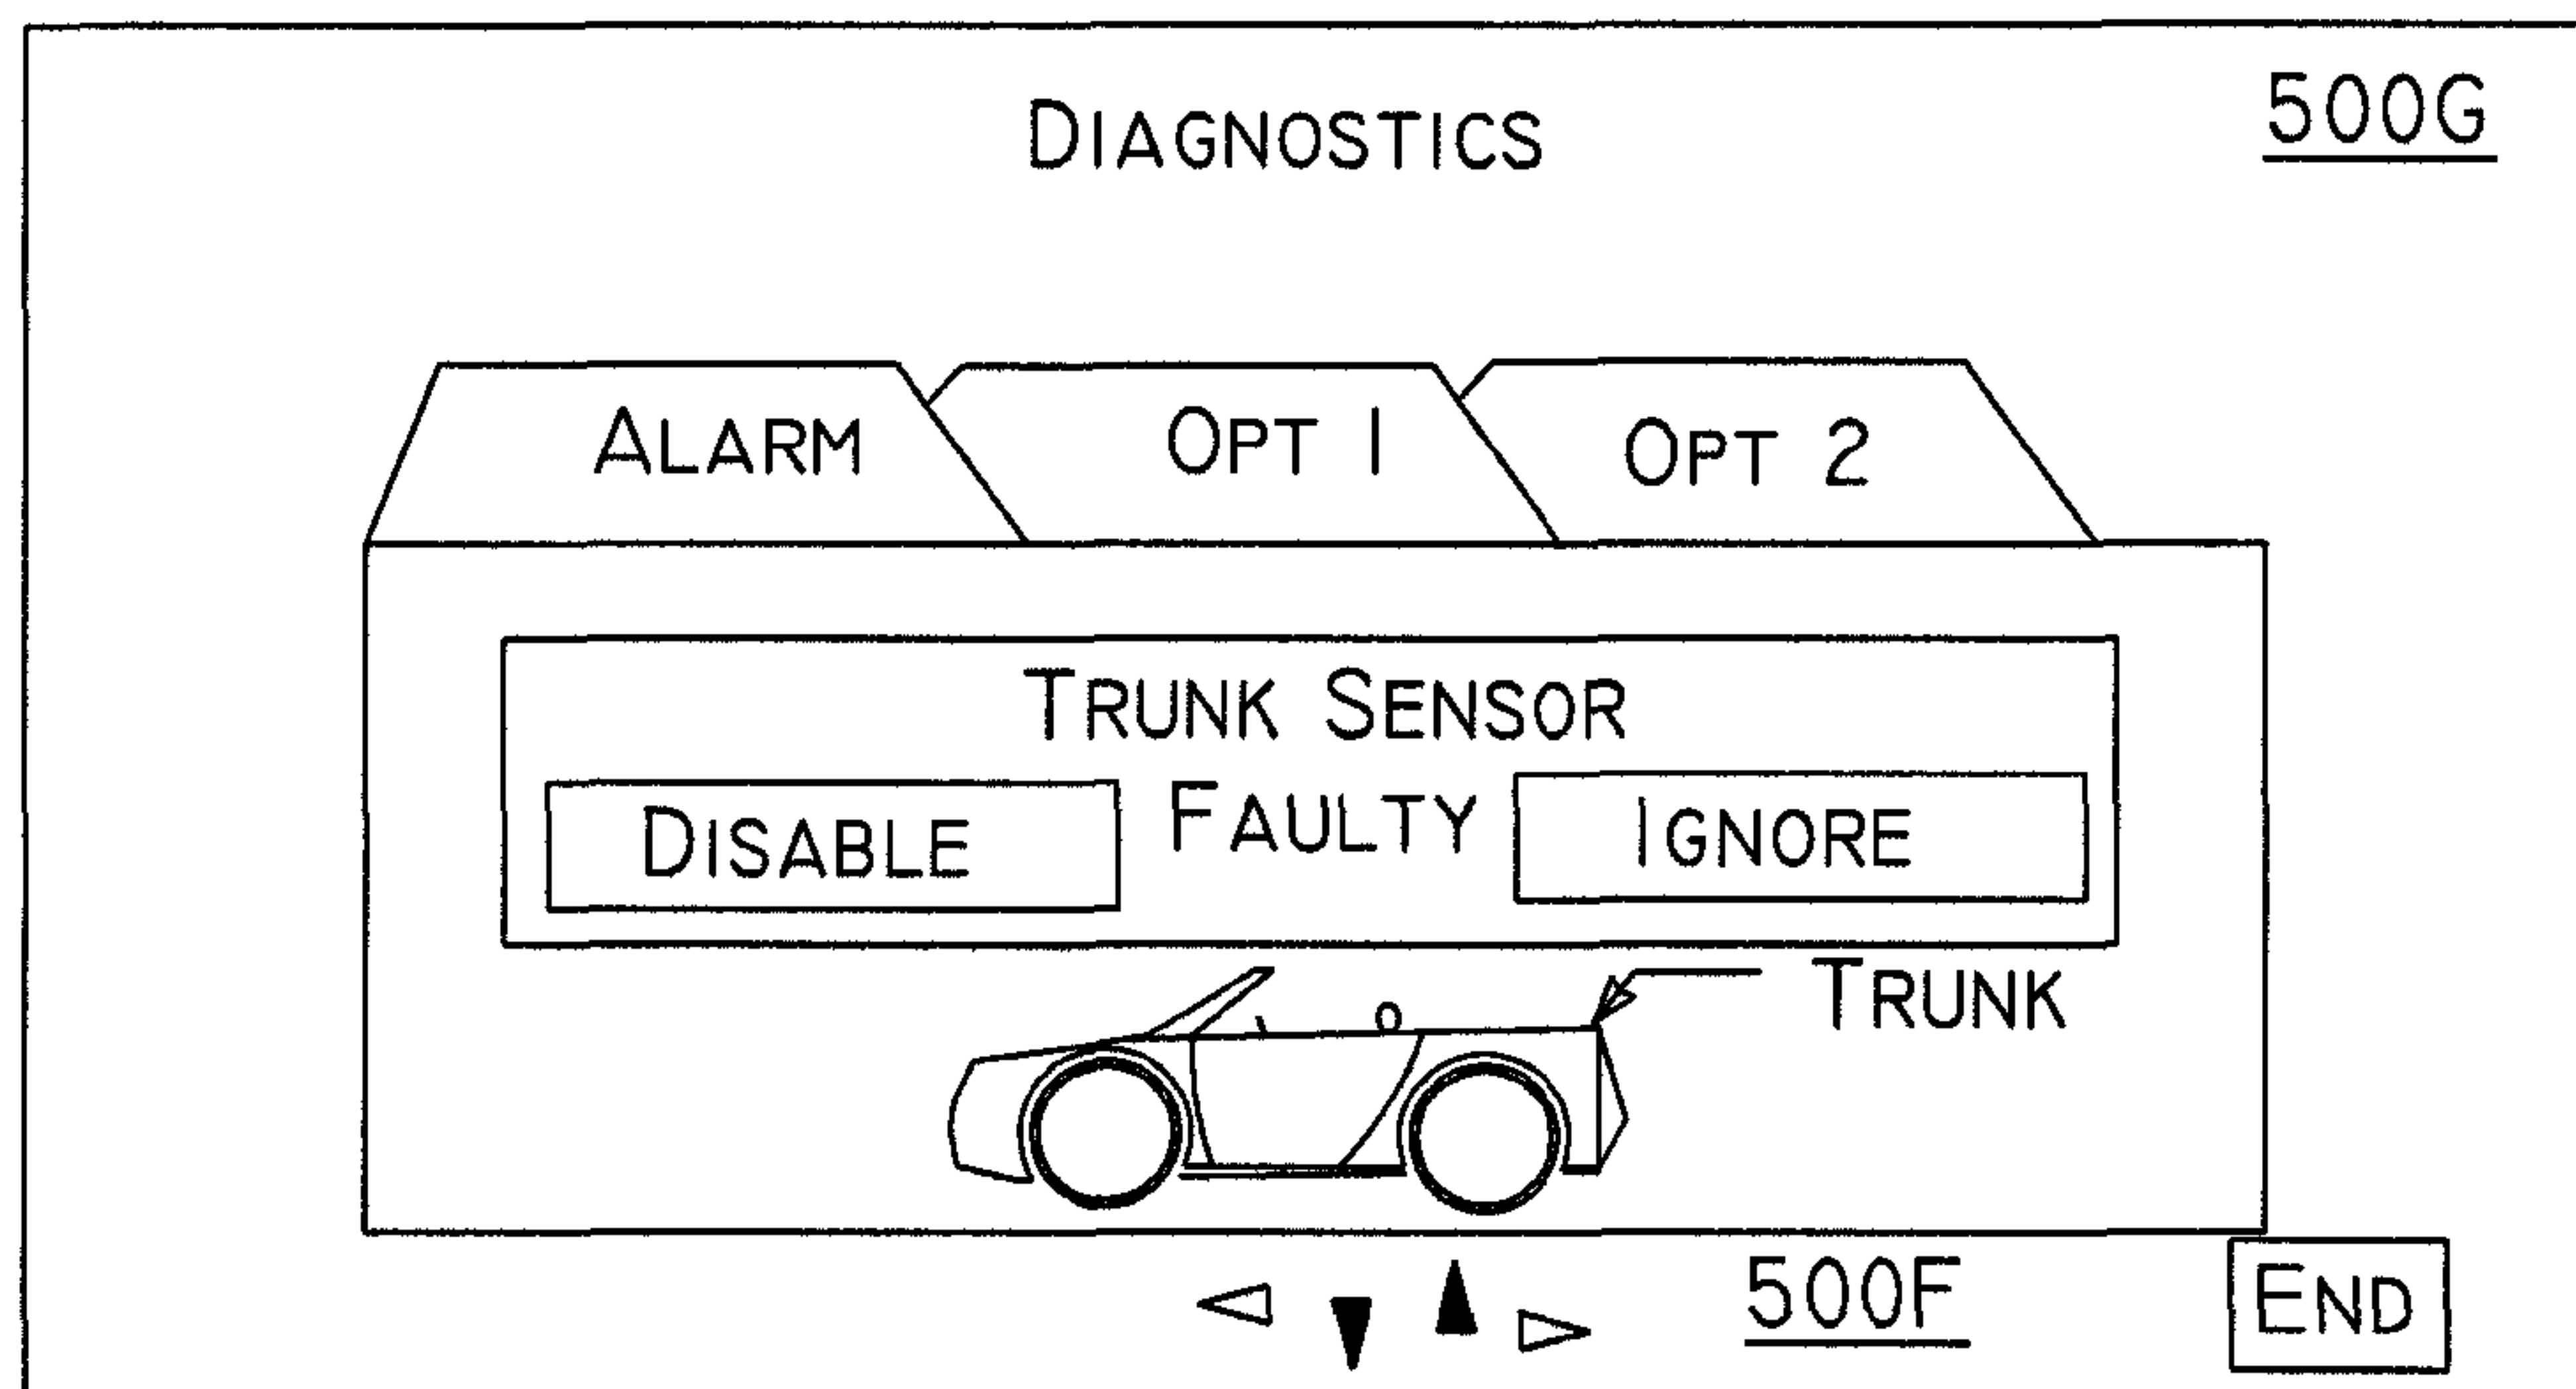 DIAGNOSTICS
500G
ALARM
OPT 1
OPT 2
TRUNK SENSOR
FAULTY
DISABLE
IGNORE
TRUNK
500F
END